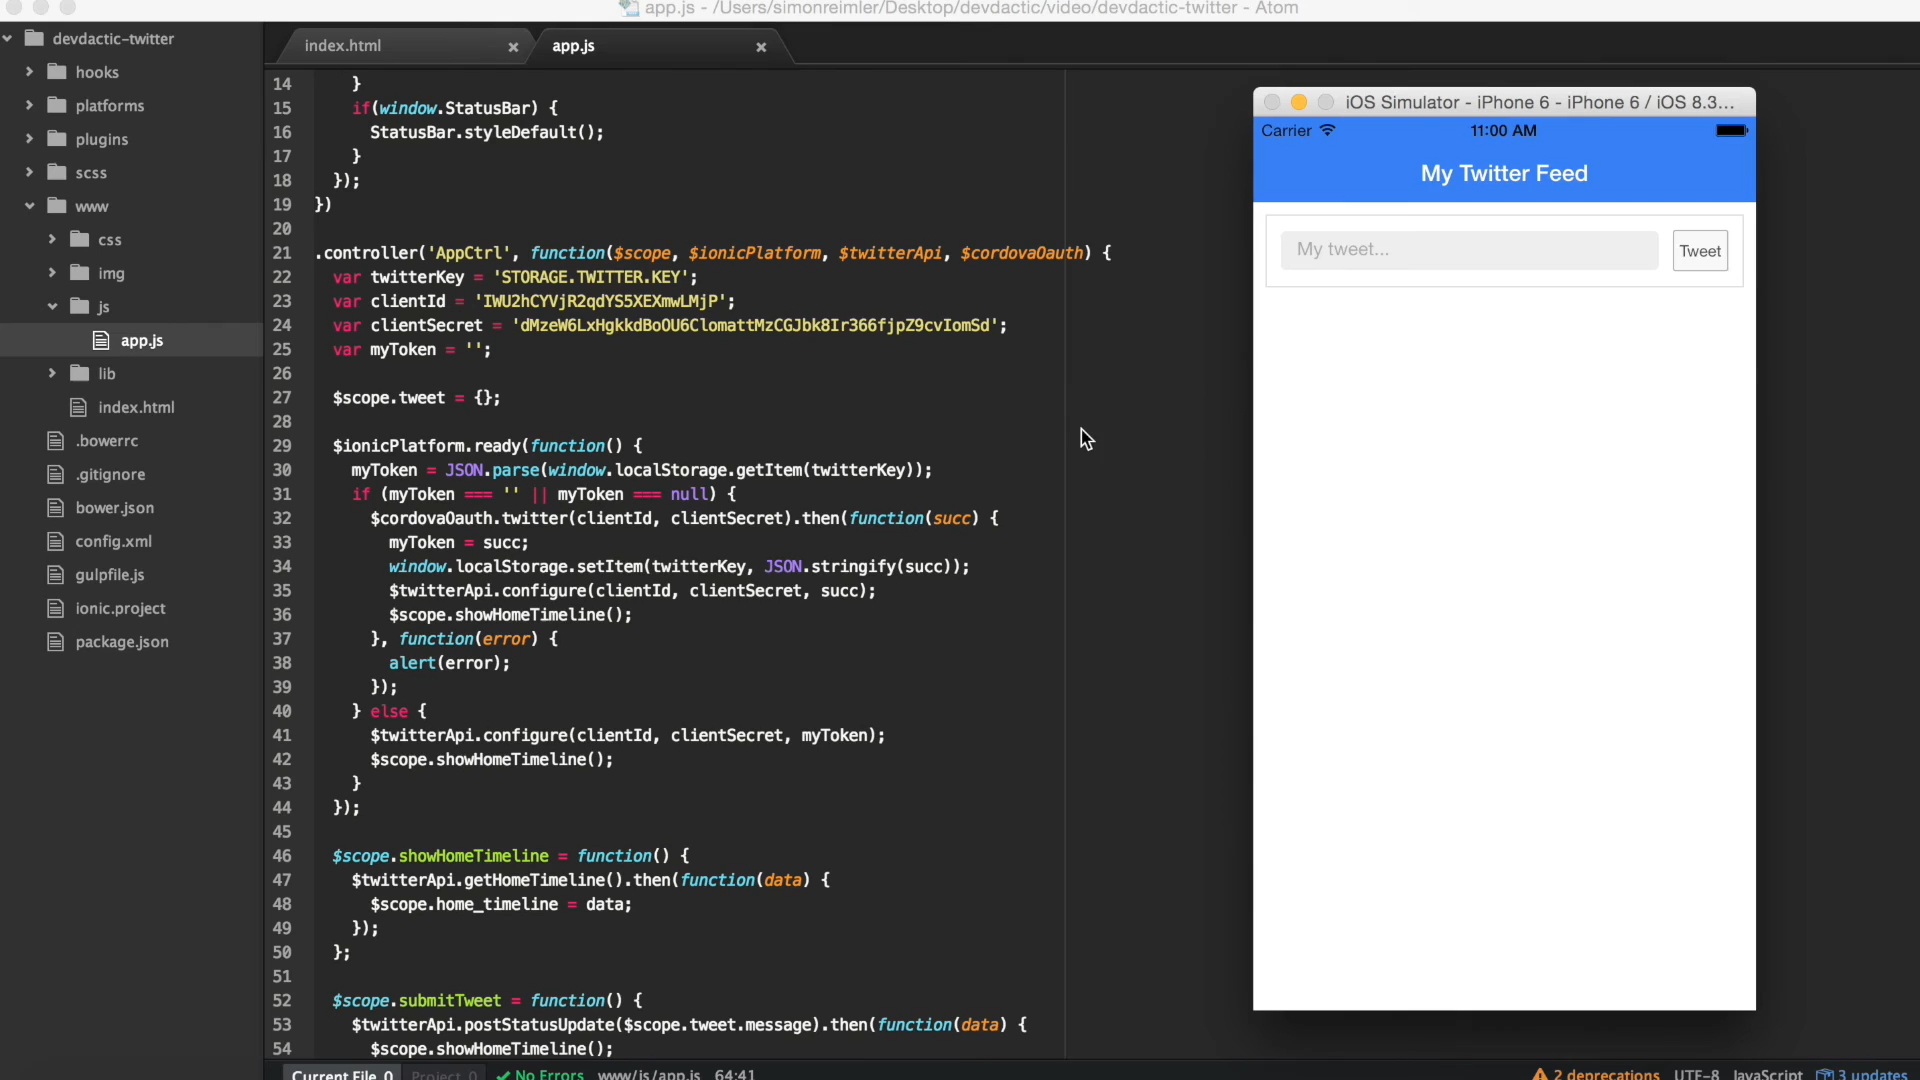 app.js - /Users/simonreimler/Desktop/devdactic/video/devdactic-twitter - Atom
devdactic-twitter
hooks
platforms
plugins
scss
www
css
img
js
app.js
lib
index.html
.bowerrc
.gitignore
bower.json
config.xml
gulpfile.js
ionic.project
package.json
index.html
app.js
14 }
15 if(window.StatusBar) {
16 StatusBar.styleDefault();
17 }
18 });
19 })
20
21 .controller('AppCtrl', function($scope, $ionicPlatform, $twitterApi, $cordovaOauth) {
22 var twitterKey = 'STORAGE.TWITTER.KEY';
23 var clientId = 'IWU2hCYVjR2qdYS5XEXmwLMjP';
24 var clientSecret = 'dMzeW6LxHgkkdBoOU6ClomattMzCGJbk8Ir366fjpZ9cvIomSd';
25 var myToken = '';
26
27 $scope.tweet = {};
28
29 $ionicPlatform.ready(function() {
30 myToken = JSON.parse(window.localStorage.getItem(twitterKey));
31 if (myToken === '' || myToken === null) {
32 $cordovaOauth.twitter(clientId, clientSecret).then(function(succ) {
33 myToken = succ;
34 window.localStorage.setItem(twitterKey, JSON.stringify(succ));
35 $twitterApi.configure(clientId, clientSecret, succ);
36 $scope.showHomeTimeline();
37 }, function(error) {
38 alert(error);
39 });
40 } else {
41 $twitterApi.configure(clientId, clientSecret, myToken);
42 $scope.showHomeTimeline();
43 }
44 });
45
46 $scope.showHomeTimeline = function() {
47 $twitterApi.getHomeTimeline().then(function(data) {
48 $scope.home_timeline = data;
49 });
50 };
51
52 $scope.submitTweet = function() {
53 $twitterApi.postStatusUpdate($scope.tweet.message).then(function(data) {
54 $scope.showHomeTimeline();
iOS Simulator - iPhone 6 - iPhone 6 / iOS 8.3...
Carrier 11:00 AM
My Twitter Feed
My tweet... Tweet
Current File 0 Project 0 No Errors www/js/app.js 64:41 2 deprecations UTF-8 JavaScript 3 updates